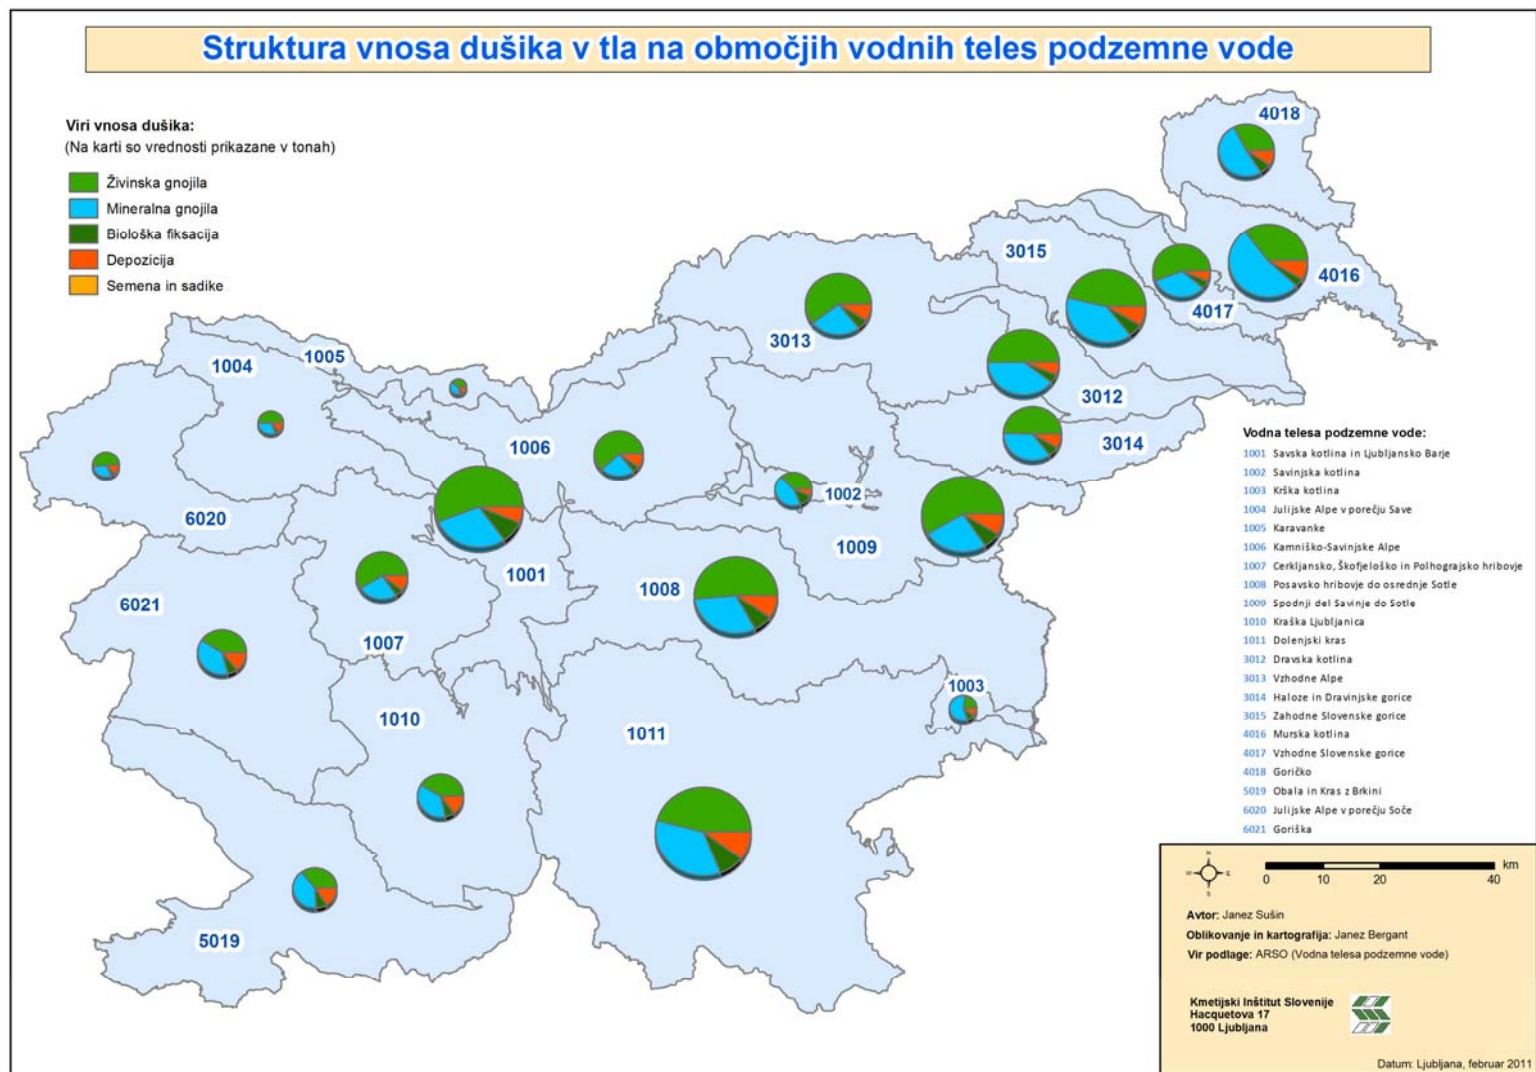 Struktura vnosa dušika v tla na območjih vodnih teles podzemne vode
Viri vnosa dušika:
(Na karti so vrednosti prikazane v tonah)
Živinska gnojila
Mineralna gnojila
Biološka fiksacija
Depozicija
Semena in sadike
4018
3015
4016
4017
3013
1005
1004
3012
3014
1006
1002
6020
1009
1001
1008
6021
1007
1003
1010
1011
5019
Vodna telesa podzemne vode:
1001 Savska kotlina in Ljubljansko Barje
1002 Savinjska kotlina
1003 Krška kotlina
1004 Julijske Alpe v porečju Save
1005 Karavanke
1006 Kamniško-Savinjske Alpe
1007 Cerkljansko, Škofjeloško in Polhograjsko hribovje
1008 Posavsko hribovje do osrednje Sotle
1009 Spodnji del Savinje do Sotle
1010 Kraška Ljubljanica
1011 Dolenjski kras
3012 Dravska kotlina
3013 Vzhodne Alpe
3014 Haloze in Dravinjske gorice
3015 Zahodne Slovenske gorice
4016 Murska kotlina
4017 Vzhodne Slovenske gorice
4018 Goričko
5019 Obala in Kras z Brkini
6020 Julijske Alpe v porečju Soče
6021 Goriška
N
W E
S
km
0 10 20 40
Avtor: Janez Sušin
Oblikovanje in kartografija: Janez Bergant
Vir podlage: ARSO (Vodna telesa podzemne vode)
Kmetijski Inštitut Slovenije
Hacquetova 17
1000 Ljubljana
Datum: Ljubljana, februar 2011